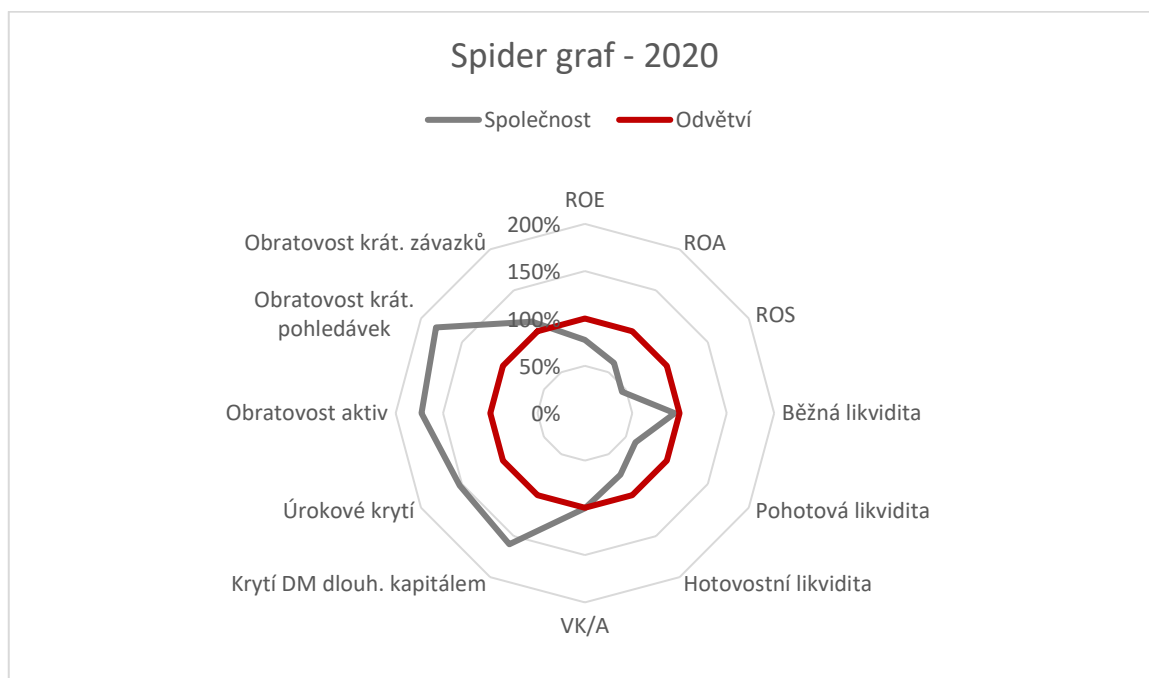 Spider graf - 2020
Společnost
Odvětví
ROE
200%
ROA
Obratovost krát. závazků
150%
Obratovost krát.
pohledávek
ROS
100%
50%
Obratovost aktiv
0%
Běžná likvidita
Úrokové krytí
Pohotová likvidita
Krytí DM dlouh. kapitálem
Hotovostní likvidita
VK/A